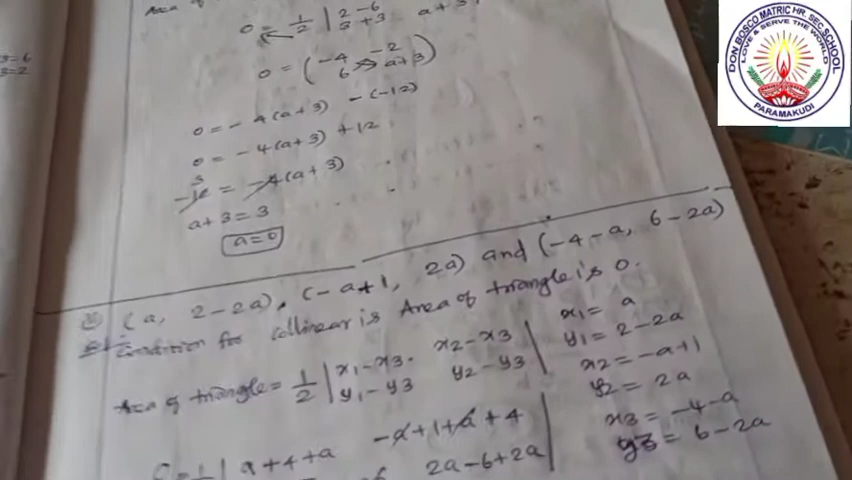 Area of
0 = 1/2 | 2-6 a+3
3+3
0 = ( -4 -2
6 a+3 )
0 = -4(a+3) -(-12)
0 = -4(a+3) +12
3
-12 = -4(a+3)
a+3 = 3
a=0
(a, 2-2a), (-a+1, 2a) and (-4-a, 6-2a)
Condition for Collinear is Area of triangle is 0.
Area of triangle = 1/2 | x1-x3 x2-x3
y1-y3 y2-y3 |
x1 = a
y1 = 2-2a
x2 = -a+1
y2 = 2a
x3 = -4-a
y3 = 6-2a
a+4+a -a+1+a+4
2a-6+2a
DON BOSCO MATRIC HR. SEC. SCHOOL
LOVE & SERVE THE WORLD
PARAMAKUDI